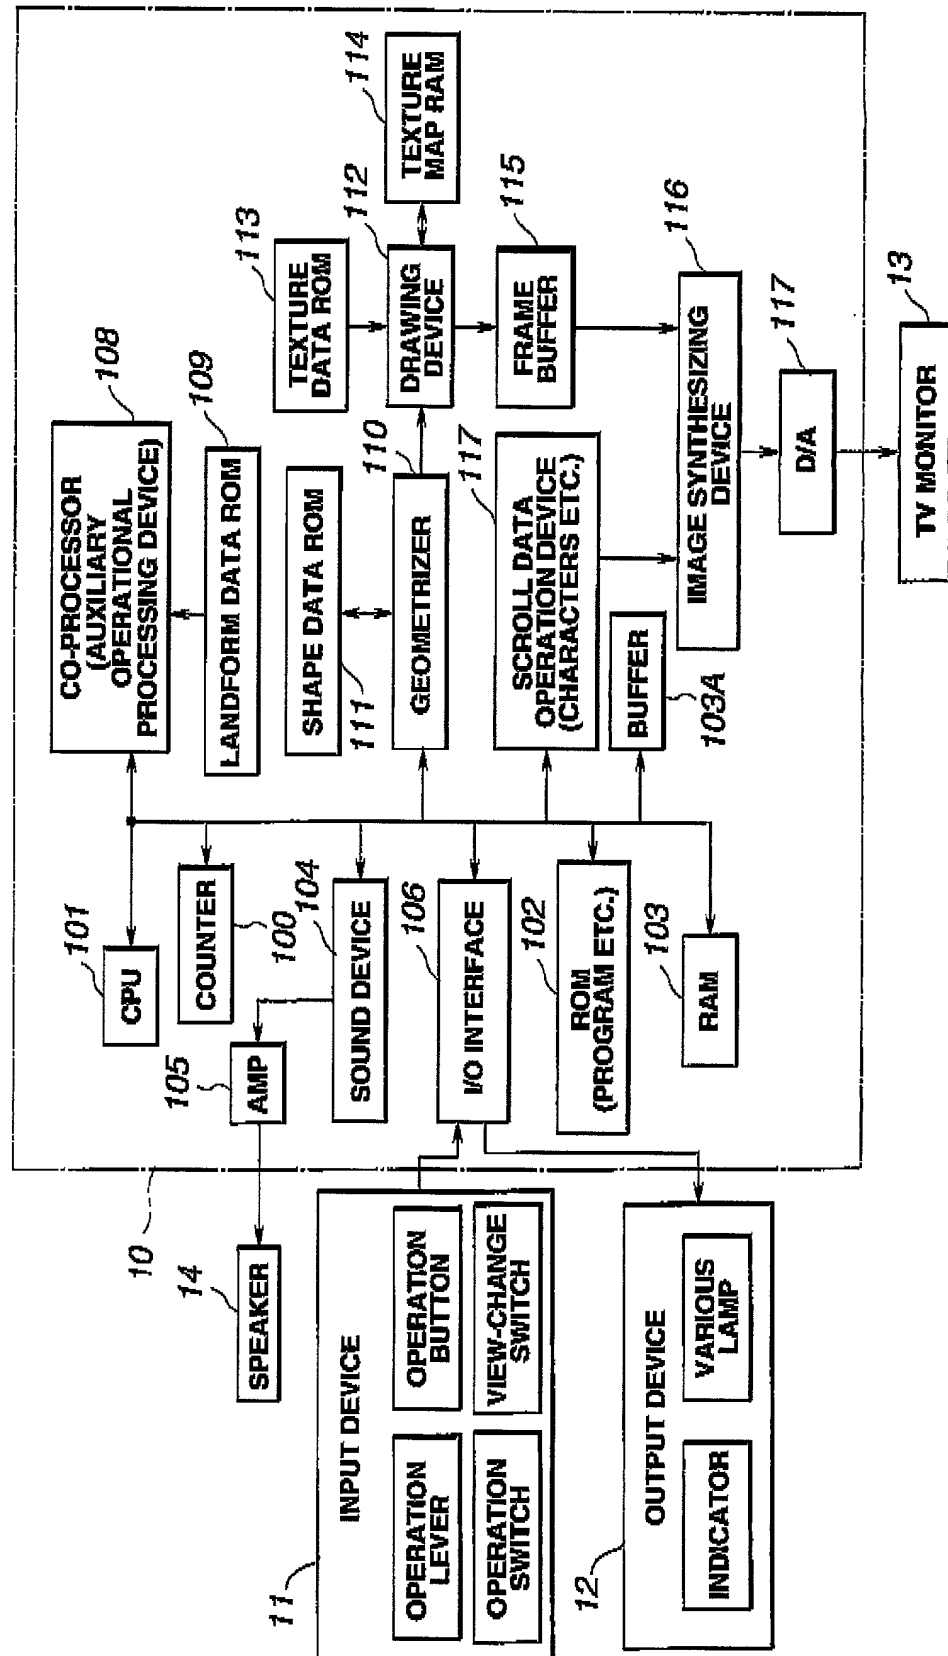 10
101
CPU
COUNTER
100
105
AMP
104
SOUND DEVICE
106
I/O INTERFACE
102
ROM
(PROGRAM ETC.)
103
RAM
108
CO-PROCESSOR
(AUXILIARY
OPERATIONAL
PROCESSING DEVICE)
109
LANDFORM DATA ROM
SHAPE DATA ROM
111
110
GEOMETRIZER
113
TEXTURE
DATA ROM
112
DRAWING
DEVICE
114
TEXTURE
MAP RAM
115
FRAME
BUFFER
117
SCROLL DATA
OPERATION DEVICE
(CHARACTERS ETC.)
BUFFER
103A
116
IMAGE SYNTHESIZING
DEVICE
117
D/A
13
TV MONITOR
14
SPEAKER
11
INPUT DEVICE
OPERATION
LEVER
OPERATION
BUTTON
OPERATION
SWITCH
VIEW-CHANGE
SWITCH
12
OUTPUT DEVICE
INDICATOR
VARIOUS
LAMP